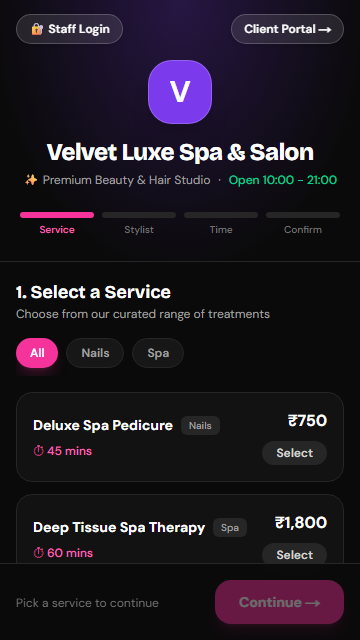 🔐 Staff Login
Client Portal →
V
Velvet Luxe Spa & Salon
✨ Premium Beauty & Hair Studio · Open 10:00 - 21:00
Service
Stylist
Time
Confirm
1. Select a Service
Choose from our curated range of treatments
All
Nails
Spa
Deluxe Spa Pedicure Nails ₹750
⏱ 45 mins Select
Deep Tissue Spa Therapy Spa ₹1,800
⏱ 60 mins Select
Pick a service to continue
Continue →